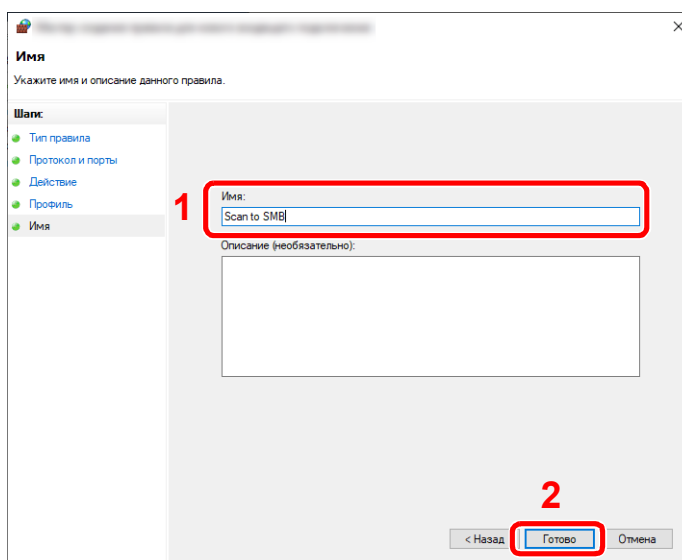 Имя
Укажите имя и описание данного правила.
Шаги:
Тип правила
Протокол и порты
Действие
Профиль
Имя
1
Имя:
Scan to SMB
Описание (необязательно):
2
< Назад
Готово
Отмена